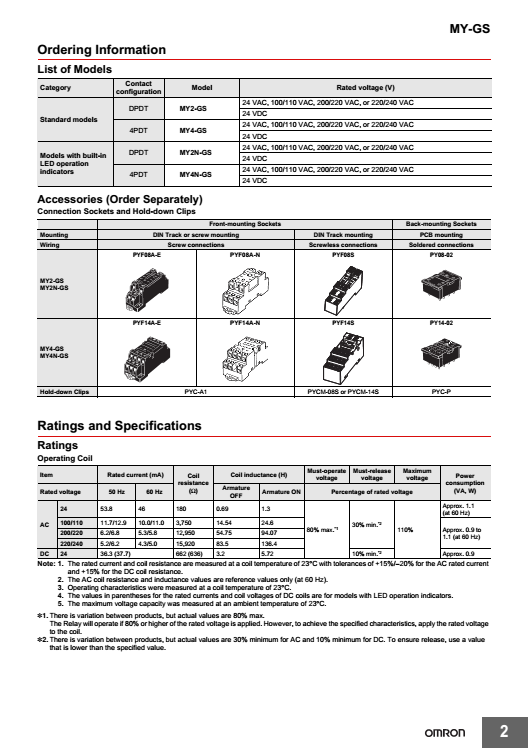 MY-GS
Ordering Information
List of Models
Category Contact configuration Model Rated voltage (V)
Standard models DPDT MY2-GS 24 VAC, 100/110 VAC, 200/220 VAC, or 220/240 VAC
24 VDC
4PDT MY4-GS 24 VAC, 100/110 VAC, 200/220 VAC, or 220/240 VAC
24 VDC
Models with built-in LED operation indicators DPDT MY2N-GS 24 VAC, 100/110 VAC, 200/220 VAC, or 220/240 VAC
24 VDC
4PDT MY4N-GS 24 VAC, 100/110 VAC, 200/220 VAC, or 220/240 VAC
24 VDC
Accessories (Order Separately)
Connection Sockets and Hold-down Clips
Front-mounting Sockets Back-mounting Sockets
Mounting DIN Track or screw mounting DIN Track mounting PCB mounting
Wiring Screw connections Screwless connections Soldered connections
PYF08A-E PYF08A-N PYF08S PY08-02
MY2-GS
MY2N-GS
PYF14A-E PYF14A-N PYF14S PY14-02
MY4-GS
MY4N-GS
Hold-down Clips PYC-A1 PYCM-08S or PYCM-14S PYC-P
Ratings and Specifications
Ratings
Operating Coil
Item Rated current (mA) Coil resistance (Ω) Coil inductance (H) Must-operate voltage Must-release voltage Maximum voltage Power consumption (VA, W)
Rated voltage 50 Hz 60 Hz Armature OFF Armature ON Percentage of rated voltage
AC 24 53.8 46 180 0.69 1.3 80% max.*1 30% min.*2 110% Approx. 1.1 (at 60 Hz)
100/110 11.7/12.9 10.0/11.0 3,750 14.54 24.6 Approx. 0.9 to 1.1 (at 60 Hz)
200/220 6.2/6.8 5.3/5.8 12,950 54.75 94.07
220/240 5.2/6.2 4.3/5.0 15,920 83.5 136.4
DC 24 36.3 (37.7) 662 (636) 3.2 5.72 10% min.*2 Approx. 0.9
Note: 1. The rated current and coil resistance are measured at a coil temperature of 23°C with tolerances of +15%/−20% for the AC rated current
and +15% for the DC coil resistance.
2. The AC coil resistance and inductance values are reference values only (at 60 Hz).
3. Operating characteristics were measured at a coil temperature of 23°C.
4. The values in parentheses for the rated currents and coil voltages of DC coils are for models with LED operation indicators.
5. The maximum voltage capacity was measured at an ambient temperature of 23°C.
*1. There is variation between products, but actual values are 80% max.
The Relay will operate if 80% or higher of the rated voltage is applied. However, to achieve the specified characteristics, apply the rated voltage
to the coil.
*2. There is variation between products, but actual values are 30% minimum for AC and 10% minimum for DC. To ensure release, use a value
that is lower than the specified value.
OMRON 2